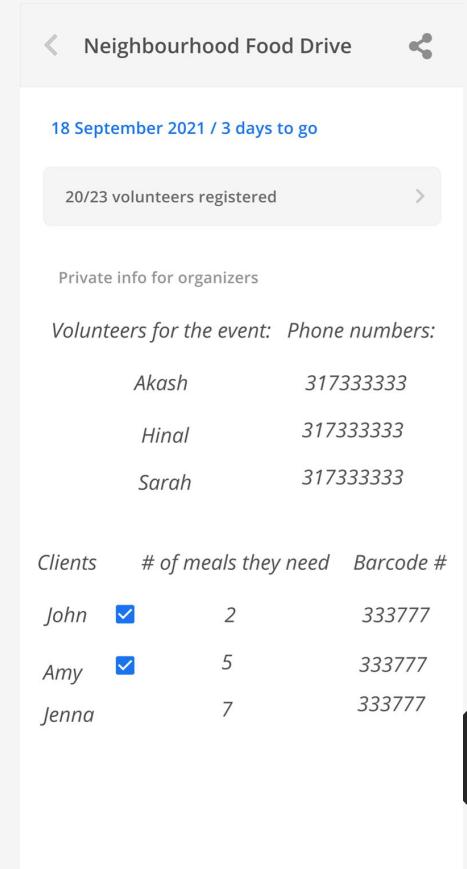 Neighbourhood Food Drive
18 September 2021 / 3 days to go
20/23 volunteers registered
Private info for organizers
Volunteers for the event: Phone numbers:
Akash 317333333
Hinal 317333333
Sarah 317333333
Clients # of meals they need Barcode #
John 2 333777
Amy 5 333777
Jenna 7 333777